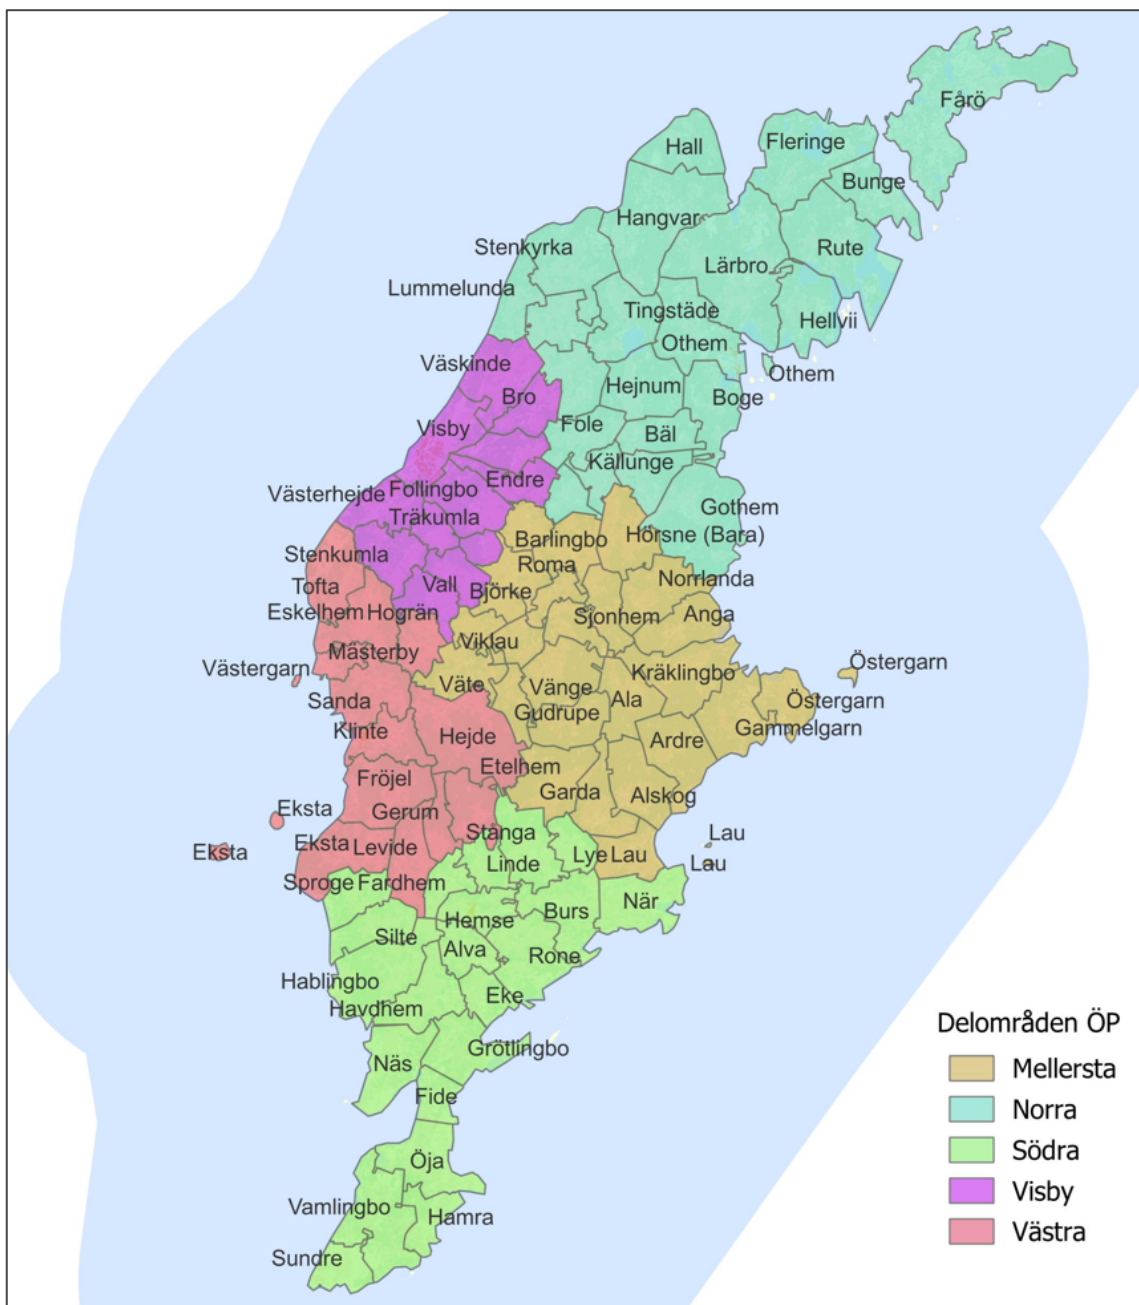 Fårö
Fleringe
Hall
Bunge
Hangvar
Stenkyrka
Rute
Lärbro
Lummelunda
Tingstäde
Hellvii
Othem
Väskinde
Othem
Hejnum
Bro
Boge
Fole
Visby
Bäl
Källunge
Endre
Follingbo
Västerhejde
Gothem
Träkumla
Hörsne (Bara)
Barlingbo
Stenkumla
Roma
Norrlanda
Tofta
Vall
Björke
Eskelhem
Hogrän
Sjonhem
Anga
Viklau
Mästerby
Östergarn
Västergarn
Kräklingbo
Väte
Vänge
Sanda
Ala
Östergarn
Gudrupe
Gammelgarn
Klinte
Hejde
Ardre
Etelhem
Fröjel
Garda
Alskog
Eksta
Gerum
Stånga
Lau
Eksta
Levide
Eksta
Lye
Lau
Linde
Lau
Sproge
Fardhem
När
Burs
Hemse
Silte
Alva
Rone
Hablingbo
Eke
Havdhem
Grötlingbo
Näs
Fide
Öja
Vamlingbo
Hamra
Sundre
Delområden ÖP
Mellersta
Norra
Södra
Visby
Västra